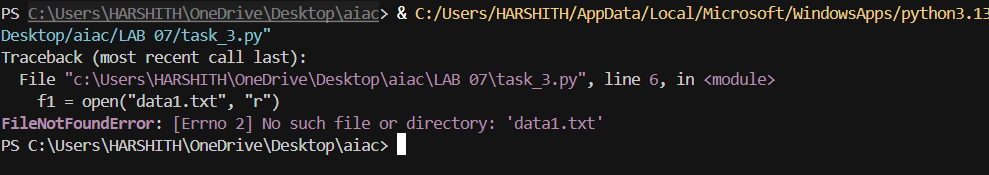 PS C:\Users\HARSHITH\OneDrive\Desktop\aiac> & C:/Users/HARSHITH/AppData/Local/Microsoft/WindowsApps/python3.13
Desktop/aiac/LAB 07/task_3.py"
Traceback (most recent call last):
  File "c:\Users\HARSHITH\OneDrive\Desktop\aiac\LAB 07\task_3.py", line 6, in <module>
    f1 = open("data1.txt", "r")
FileNotFoundError: [Errno 2] No such file or directory: 'data1.txt'
PS C:\Users\HARSHITH\OneDrive\Desktop\aiac>